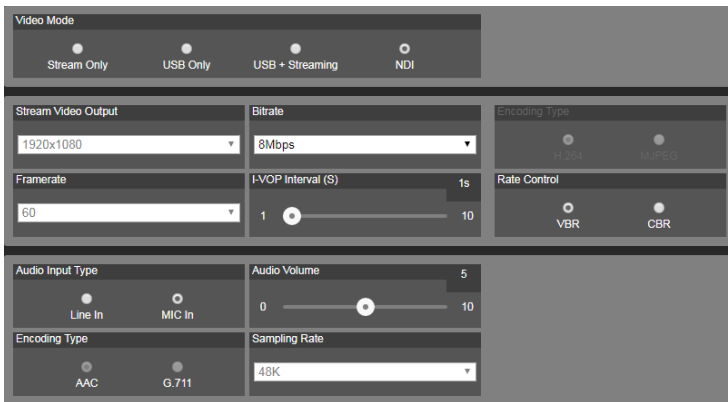 Video Mode
Stream Only USB Only USB + Streaming NDI
Stream Video Output Bitrate Encoding Type
1920x1080 8Mbps H.264 MJPEG
Framerate I-VOP Interval (S) 1s Rate Control
60 1 10 VBR CBR
Audio Input Type Audio Volume 5
Line In MIC In 0 10
Encoding Type Sampling Rate
AAC G.711 48K